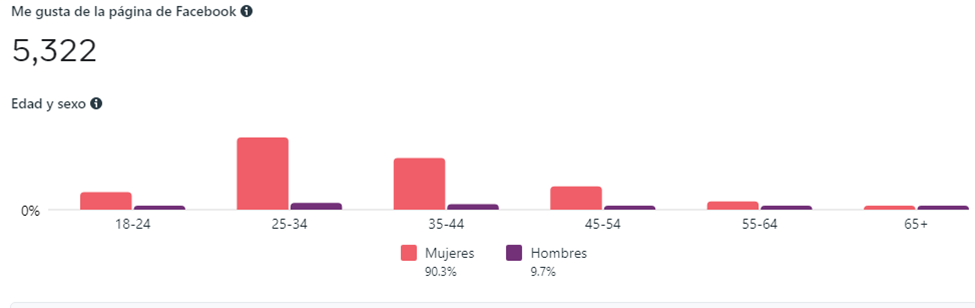 Me gusta de la página de Facebook
5,322
Edad y sexo
0%
18-24 25-34 35-44 45-54 55-64 65+
Mujeres Hombres
90.3% 9.7%